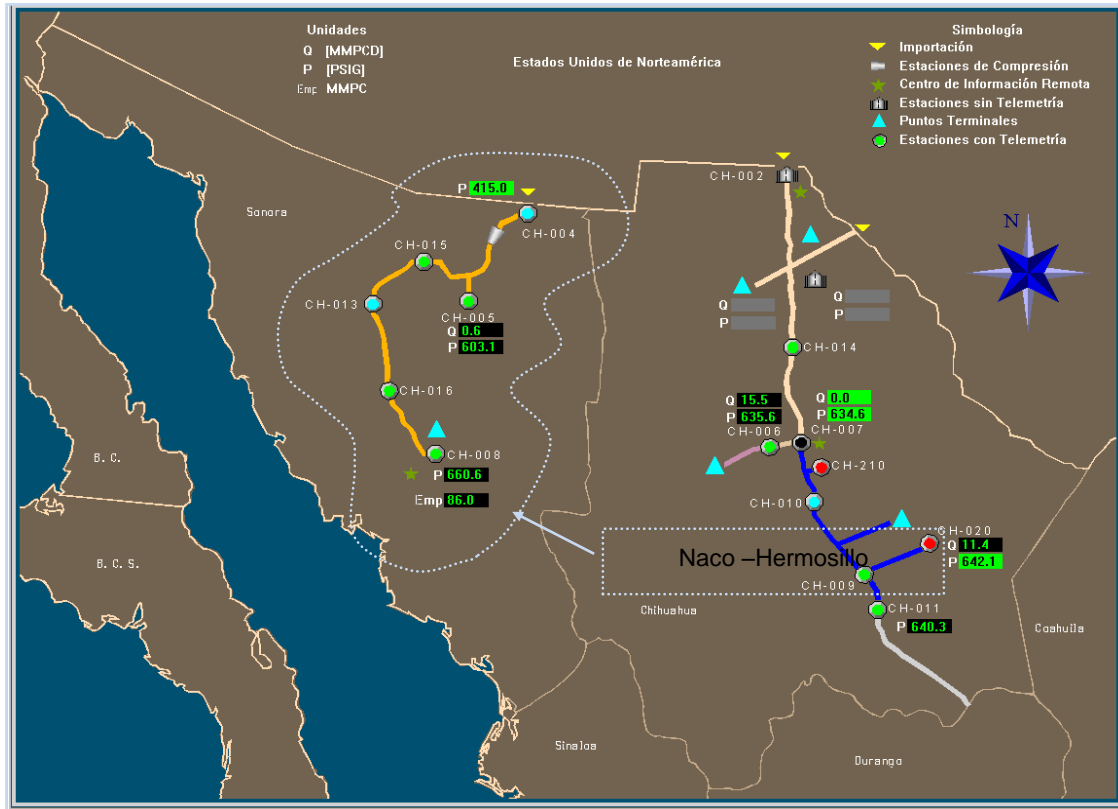 Unidades
Q [MMPCD]
P [PSIG]
Emp MMPC
Estados Unidos de Norteamérica
Simbología
Importación
Estaciones de Compresión
Centro de Información Remota
Estaciones sin Telemetría
Puntos Terminales
Estaciones con Telemetría
N
Sonora
P 415.0
CH-004
CH-015
CH-013
CH-005
Q 0.6
P 603.1
CH-016
CH-008
P 660.6
Emp 86.0
CH-002
H
H
Q
P
Q
P
CH-014
Q 15.5
P 635.6
CH-006
Q 0.0
P 634.6
CH-007
CH-210
CH-010
CH-020
Q 11.4
P 642.1
Naco –Hermosillo
CH-009
CH-011
P 640.3
B.C.
B.C.S.
Chihuahua
Coahuila
Sinaloa
Durango